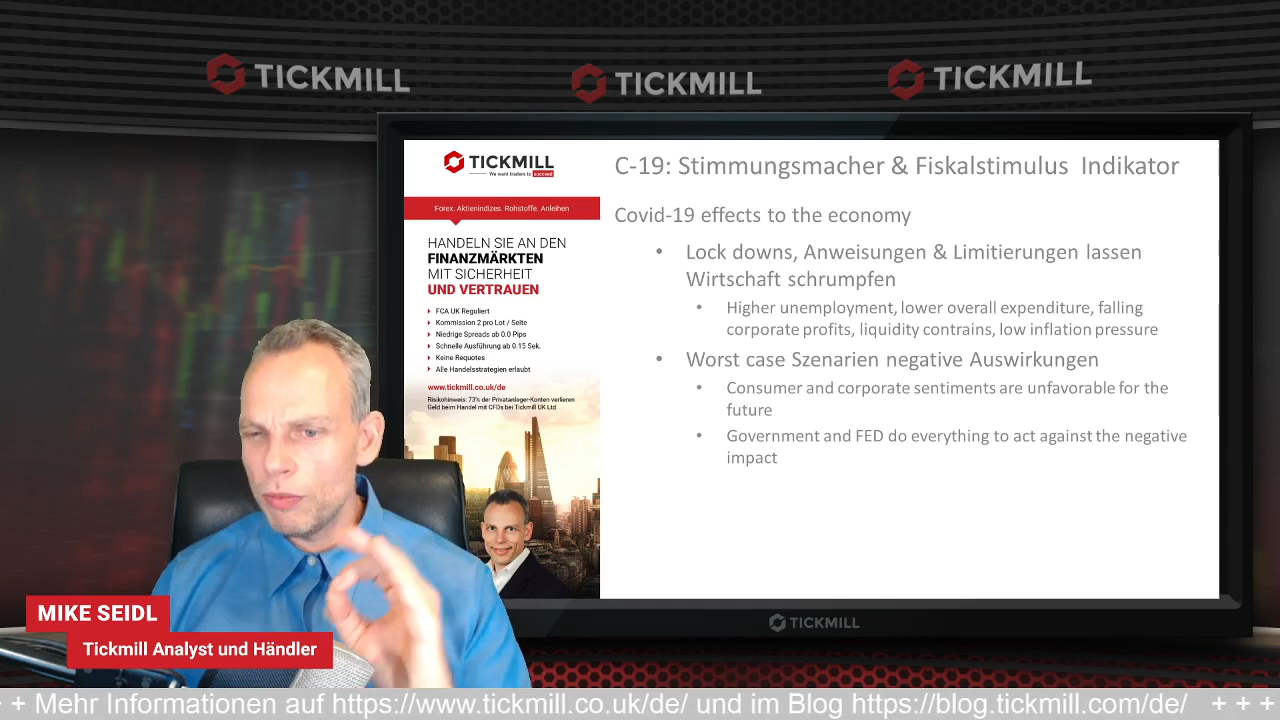 TICKMILL
TICKMILL
TICKMILL
TICKMILL
We want traders to succeed
Forex. Aktienindizes. Rohstoffe. Anleihen
HANDELN SIE AN DEN
FINANZMÄRKTEN
MIT SICHERHEIT
UND VERTRAUEN
FCA UK Reguliert
Kommission 2 pro Lot / Seite
Niedrige Spreads ab 0.0 Pips
Schnelle Ausführung ab 0.15 Sek.
Keine Requotes
Alle Handelsstrategien erlaubt
www.tickmill.co.uk/de
Risikohinweis: 73% der Privatanleger-Konten verlieren
Geld beim Handel mit CFDs bei Tickmill UK Ltd.
C-19: Stimmungsmacher & Fiskalstimulus Indikator
Covid-19 effects to the economy
• Lock downs, Anweisungen & Limitierungen lassen
Wirtschaft schrumpfen
• Higher unemployment, lower overall expenditure, falling
corporate profits, liquidity contrains, low inflation pressure
• Worst case Szenarien negative Auswirkungen
• Consumer and corporate sentiments are unfavorable for the
future
• Government and FED do everything to act against the negative
impact
TICKMILL
MIKE SEIDL
Tickmill Analyst und Händler
+ + Mehr Informationen auf https://www.tickmill.co.uk/de/ und im Blog https://blog.tickmill.com/de/ + + +